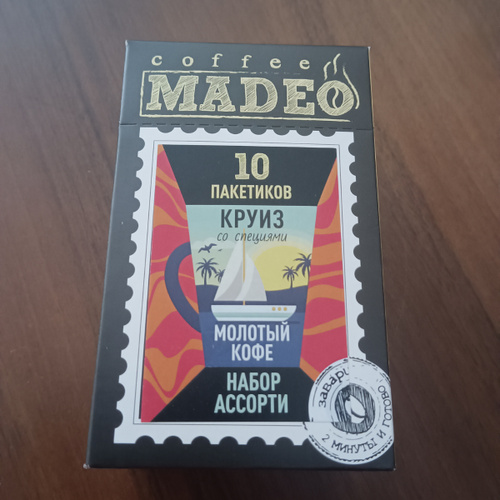 coffee
MADEO
10
ПАКЕТИКОВ
КРУИЗ
со специями
МОЛОТЫЙ
КОФЕ
НАБОР
АССОРТИ
2 МИНУТЫ И ГОТОВО